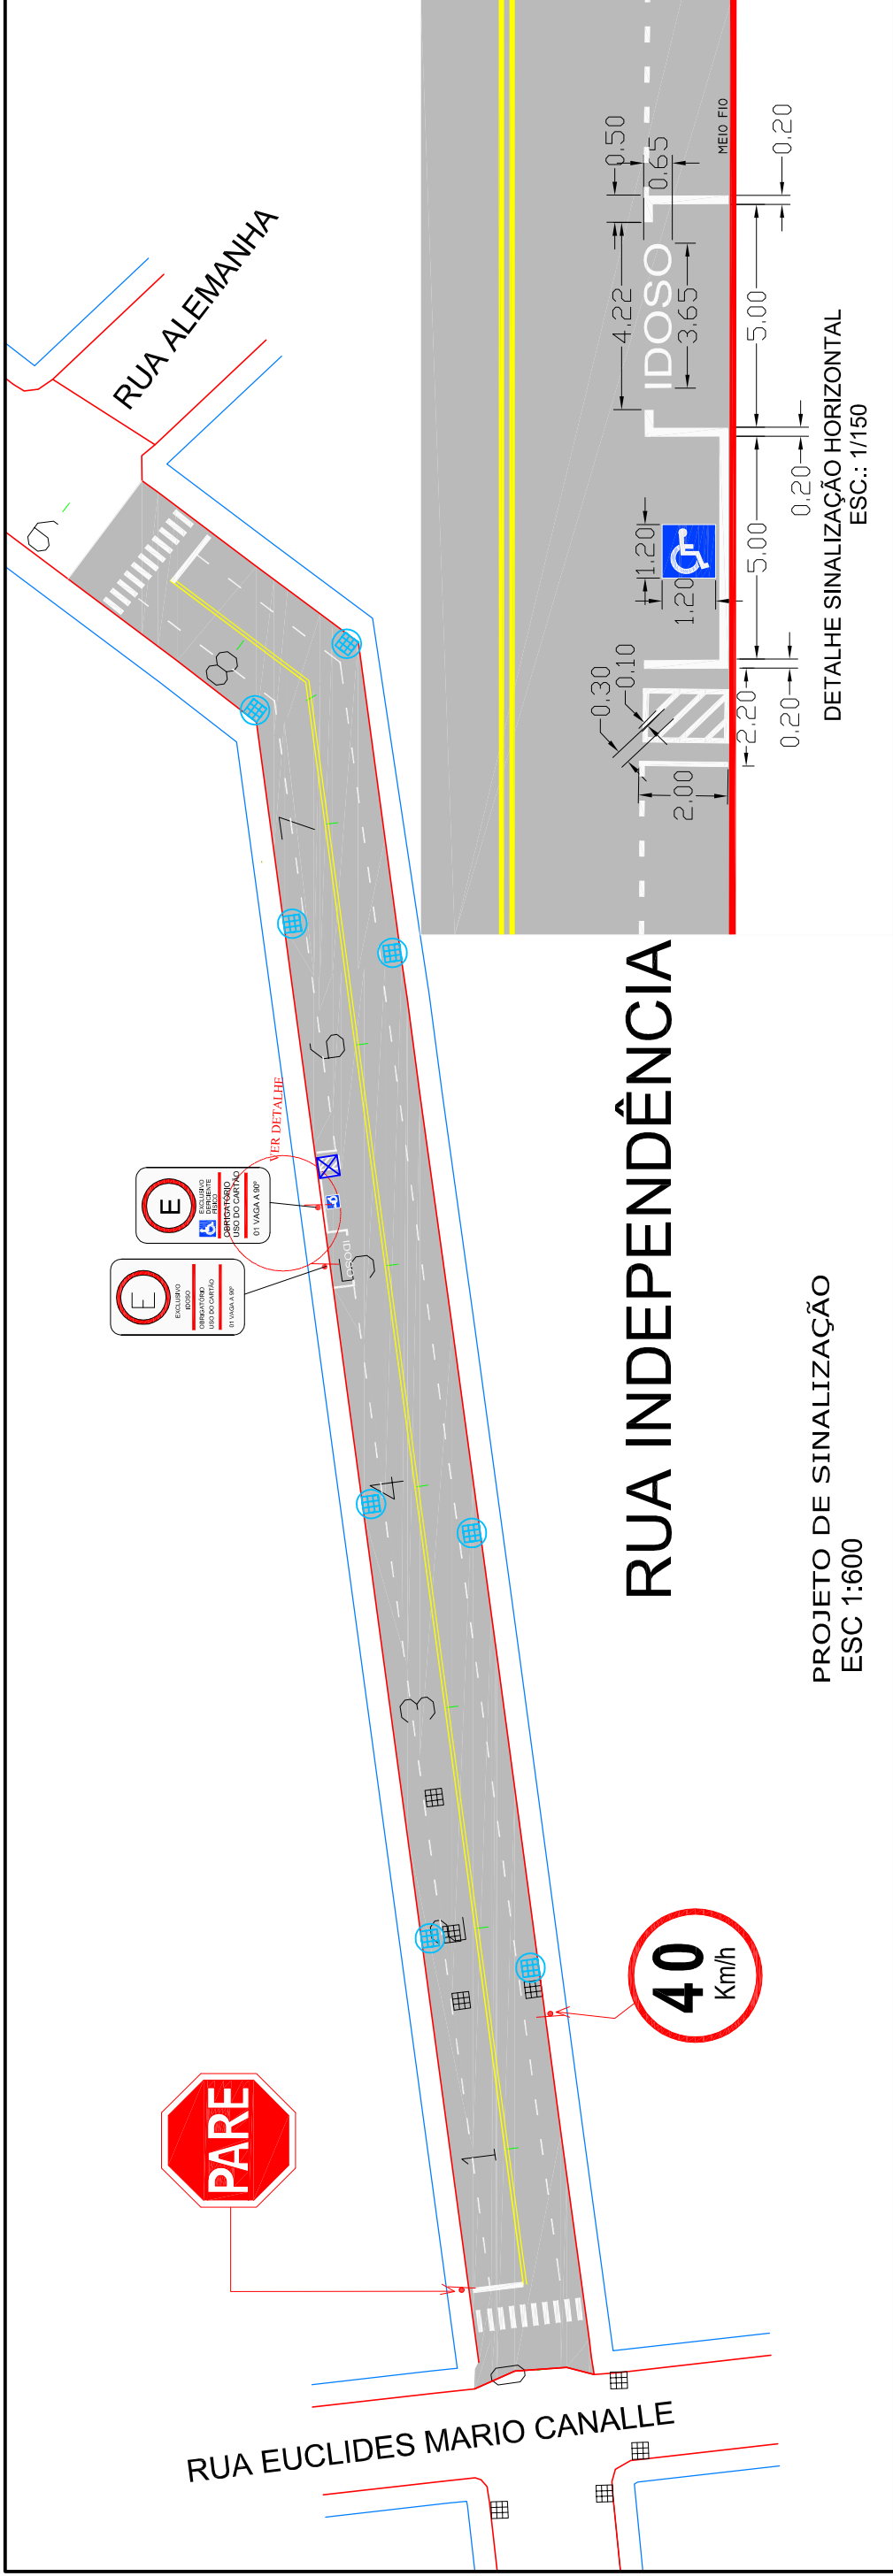 RUA ALEMANHA
9
8
7
6
5
4
3
2
1
0
VER DETALHE
E
EXCLUSIVO
DEFICIENTE
FÍSICO
OBRIGATÓRIO
USO DO CARTÃO
01 VAGA A 90º
E
EXCLUSIVO
IDOSO
OBRIGATÓRIO
USO DO CARTÃO
01 VAGA A 90º
IDOSO
PARE
40
Km/h
RUA EUCLIDES MARIO CANALLE
RUA INDEPENDÊNCIA
PROJETO DE SINALIZAÇÃO
ESC 1:600
0,50
0,65
MEIO FIO
0,20
4,22
IDOSO
3,65
5,00
0,20
1,20
1,20
5,00
0,30
0,10
2,20
0,20
2,00
DETALHE SINALIZAÇÃO HORIZONTAL
ESC.: 1/150